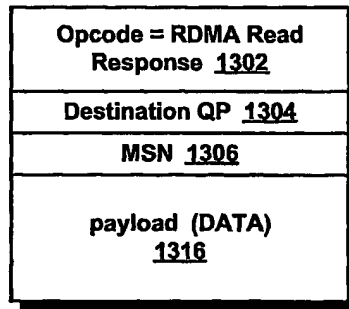 Opcode = RDMA Read
Response 1302
Destination QP 1304
MSN 1306
payload (DATA)
1316